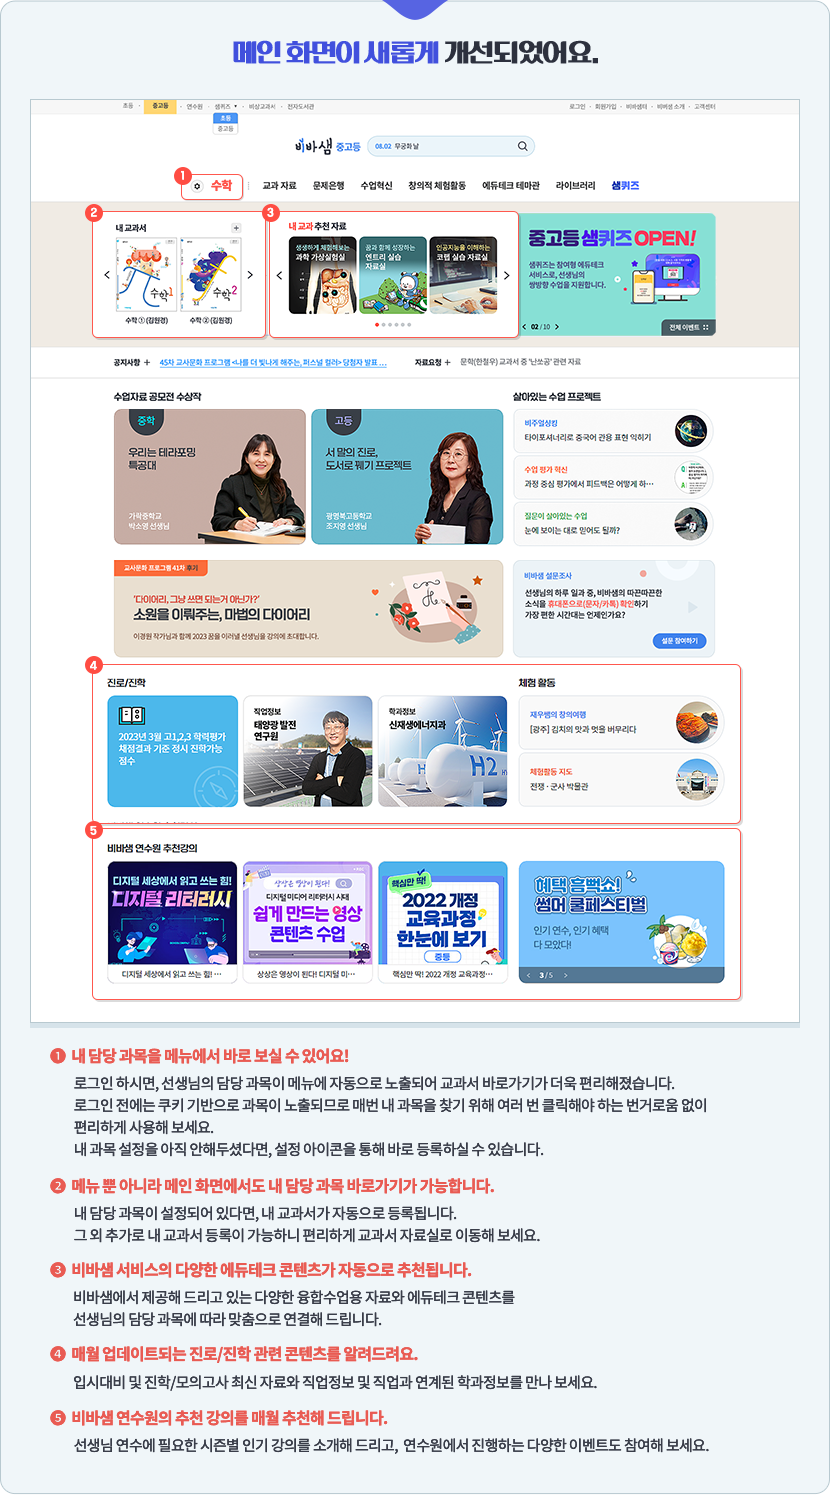 메인 화면이 새롭게 개선되었어요.
초등 · 중고등 · 연수원 · 샘퀴즈 ▼ · 비상교과서 · 전자도서관
로그인 · 회원가입 · 비바샘터 · 비바샘 소개 · 고객센터
초등
중고등
비바샘 중고등
08.02 무궁화 날
1
수학
교과 자료 문제은행 수업혁신 창의적 체험활동 에듀테크 테마관 라이브러리 샘퀴즈
2
내 교과서 +
수학 1
수학 2
수학 ① (김원경) 수학 ② (김원경)
3
내 교과 추천 자료
생생하게 체험해보는
과학 가상실험실
꿈과 함께 성장하는
엔트리 실습
자료실
인공지능을 이해하는
코랩 실습 자료실
중고등 샘퀴즈 OPEN!
샘퀴즈는 참여형 에듀테크
서비스로, 선생님의
쌍방향 수업을 지원합니다.
02 / 10
전체 이벤트
공지사항 + 45차 교사문화 프로그램 <나를 더 빛나게 해주는, 퍼스널 컬러> 당첨자 발표 …
자료요청 + 문학(한철우) 교과서 중 '난쏘공' 관련 자료
수업자료 공모전 수상작
중학
우리는 테라포밍
특공대
가락중학교
박소영 선생님
고등
서 말의 진로,
도서로 꿰기 프로젝트
광명북고등학교
조지영 선생님
살아있는 수업 프로젝트
비주얼상킹
타이포셔너리로 중국어 관용 표현 익히기
수업 평가 혁신
과정 중심 평가에서 피드백은 어떻게 하…
질문이 살아있는 수업
눈에 보이는 대로 믿어도 될까?
교사문화 프로그램 41차 후기
'다이어리, 그냥 쓰면 되는거 아닌가?'
소원을 이뤄주는, 마법의 다이어리
이경원 작가님과 함께 2023 꿈을 이러널 선생님을 강의에 초대합니다.
비바샘 설문조사
선생님의 하루 일과 중, 비바샘의 따끈따끈한
소식을 휴대폰으로(문자/카톡) 확인하기
가장 편한 시간대는 언제인가요?
설문 참여하기
4
진로/진학
2023년 3월 고1,2,3 학력평가
채점결과 기준 정시 진학가능
점수
직업정보
태양광 발전
연구원
학과정보
신재생에너지과
H2
체험 활동
재우쌤의 창의여행
[광주] 김치의 맛과 멋을 버무리다
체험활동 지도
전쟁 · 군사 박물관
5
비바샘 연수원 추천강의
디지털 세상에서 읽고 쓰는 힘!
디지털 리터러시
디지털 세상에서 읽고 쓰는 힘! …
상상은 영상이 된다!
디지털 미디어 리터러시 시대
쉽게 만드는 영상
콘텐츠 수업
상상은 영상이 된다! 디지털 미…
핵심만 딱!
2022 개정
교육과정
한눈에 보기
중등
핵심만 딱! 2022 개정 교육과정…
혜택 흠뻑쇼!
썸머 쿨페스티벌
인기 연수, 인기 혜택
다 모았다!
< 3 / 5 >
1 내 담당 과목을 메뉴에서 바로 보실 수 있어요!
로그인 하시면, 선생님의 담당 과목이 메뉴에 자동으로 노출되어 교과서 바로가기가 더욱 편리해졌습니다.
로그인 전에는 쿠키 기반으로 과목이 노출되므로 매번 내 과목을 찾기 위해 여러 번 클릭해야 하는 번거로움 없이
편리하게 사용해 보세요.
내 과목 설정을 아직 안해두셨다면, 설정 아이콘을 통해 바로 등록하실 수 있습니다.
2 메뉴 뿐 아니라 메인 화면에서도 내 담당 과목 바로가기가 가능합니다.
내 담당 과목이 설정되어 있다면, 내 교과서가 자동으로 등록됩니다.
그 외 추가로 내 교과서 등록이 가능하니 편리하게 교과서 자료실로 이동해 보세요.
3 비바샘 서비스의 다양한 에듀테크 콘텐츠가 자동으로 추천됩니다.
비바샘에서 제공해 드리고 있는 다양한 융합수업용 자료와 에듀테크 콘텐츠를
선생님의 담당 과목에 따라 맞춤으로 연결해 드립니다.
4 매월 업데이트되는 진로/진학 관련 콘텐츠를 알려드려요.
입시대비 및 진학/모의고사 최신 자료와 직업정보 및 직업과 연계된 학과정보를 만나 보세요.
5 비바샘 연수원의 추천 강의를 매월 추천해 드립니다.
선생님 연수에 필요한 시즌별 인기 강의를 소개해 드리고, 연수원에서 진행하는 다양한 이벤트도 참여해 보세요.